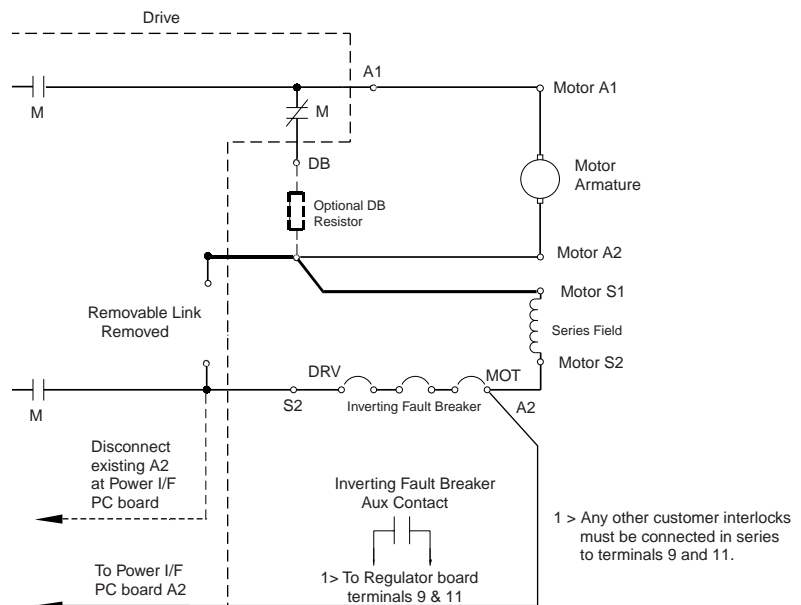 Drive
A1
Motor A1
M
M
DB
Motor
Armature
Optional DB
Resistor
Motor A2
Motor S1
Removable Link
Removed
Series Field
Motor S2
DRV
MOT
M
S2
Inverting Fault Breaker
A2
Disconnect
existing A2
at Power I/F
PC board
Inverting Fault Breaker
Aux Contact
1 > Any other customer interlocks
must be connected in series
to terminals 9 and 11.
To Power I/F
PC board A2
1> To Regulator board
terminals 9 & 11